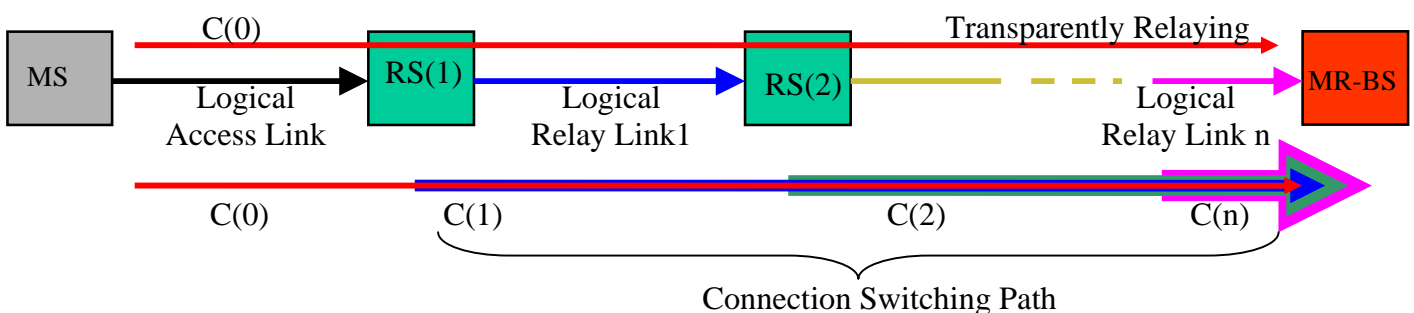 C(0)
Transparently Relaying
MS
RS(1)
RS(2)
MR-BS
Logical
Access Link
Logical
Relay Link1
Logical
Relay Link n
C(0)
C(1)
C(2)
C(n)
Connection Switching Path